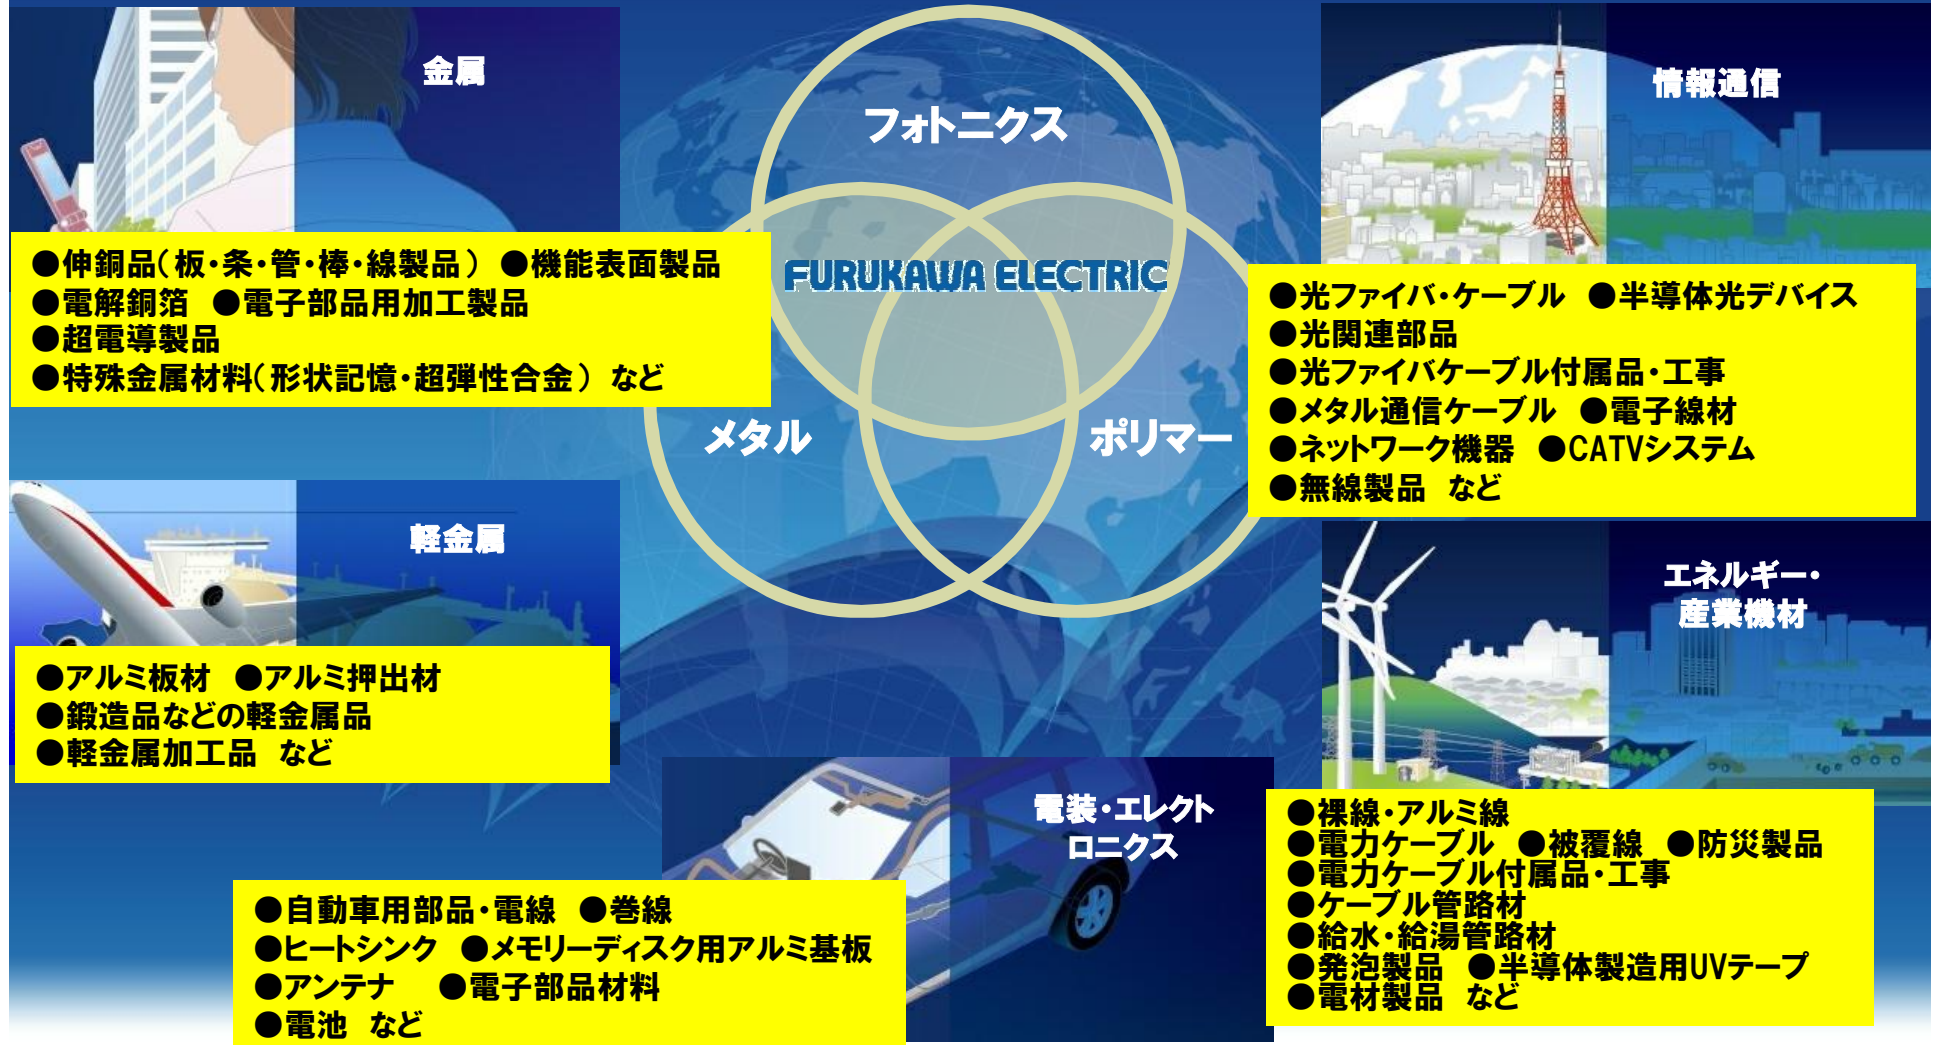 金属
●伸銅品(板・条・管・棒・線製品) ●機能表面製品
●電解銅箔 ●電子部品用加工製品
●超電導製品
●特殊金属材料(形状記憶・超弾性合金) など
フォトニクス
FURUKAWA ELECTRIC
メタル
ポリマー
情報通信
●光ファイバ・ケーブル ●半導体光デバイス
●光関連部品
●光ファイバケーブル付属品・工事
●メタル通信ケーブル ●電子線材
●ネットワーク機器 ●CATVシステム
●無線製品 など
軽金属
●アルミ板材 ●アルミ押出材
●鍛造品などの軽金属品
●軽金属加工品 など
電装・エレクト
ロニクス
●自動車用部品・電線 ●巻線
●ヒートシンク ●メモリーディスク用アルミ基板
●アンテナ ●電子部品材料
●電池 など
エネルギー・
産業機材
●裸線・アルミ線
●電力ケーブル ●被覆線 ●防災製品
●電力ケーブル付属品・工事
●ケーブル管路材
●給水・給湯管路材
●発泡製品 ●半導体製造用UVテープ
●電材製品 など